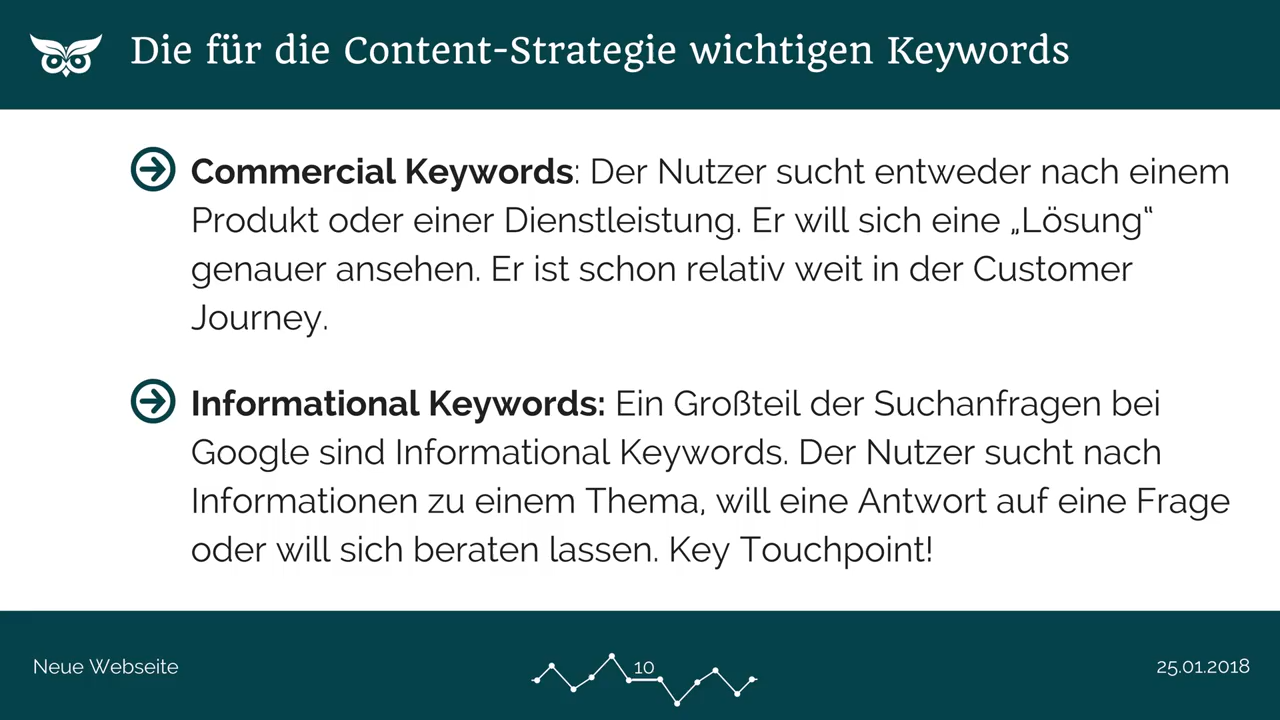 Die für die Content-Strategie wichtigen Keywords
Commercial Keywords: Der Nutzer sucht entweder nach einem
Produkt oder einer Dienstleistung. Er will sich eine „Lösung“
genauer ansehen. Er ist schon relativ weit in der Customer
Journey.
Informational Keywords: Ein Großteil der Suchanfragen bei
Google sind Informational Keywords. Der Nutzer sucht nach
Informationen zu einem Thema, will eine Antwort auf eine Frage
oder will sich beraten lassen. Key Touchpoint!
Neue Webseite
10
25.01.2018